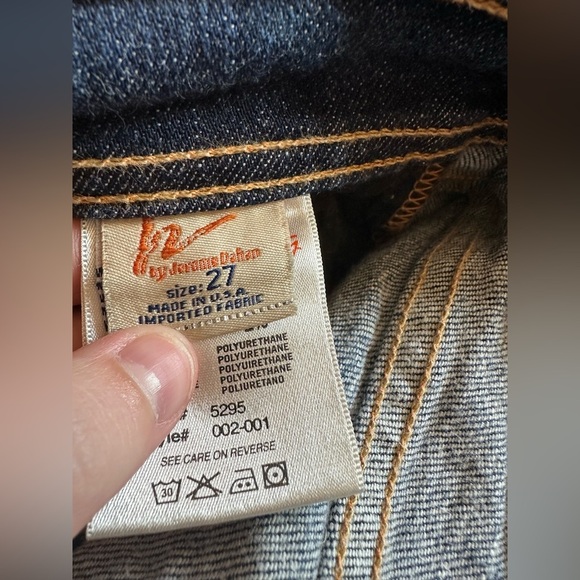 by Jerome Dahan
size: 27
MADE IN U.S.A.
IMPORTED FABRIC
POLYURETHANE
POLYURETHANE
POLYURETHANE
POLIURETANO
5295
002-001
SEE CARE ON REVERSE
30